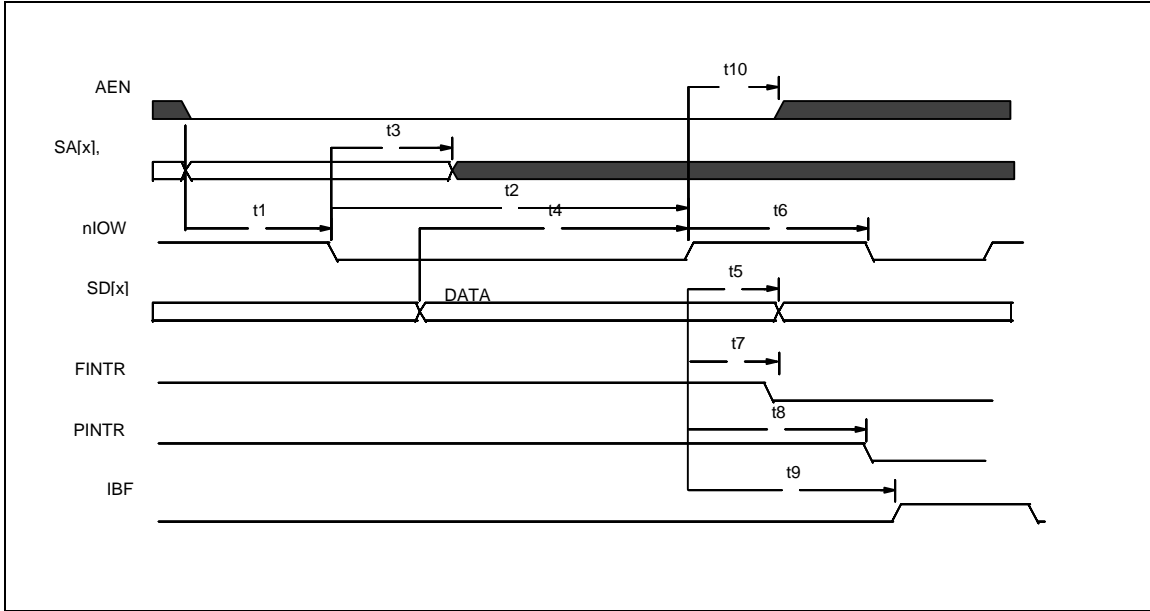 t10
AEN
t3
SA[x],
t2
t1
t4
t6
nIOW
t5
SD[x]
DATA
t7
FINTR
t8
PINTR
t9
IBF